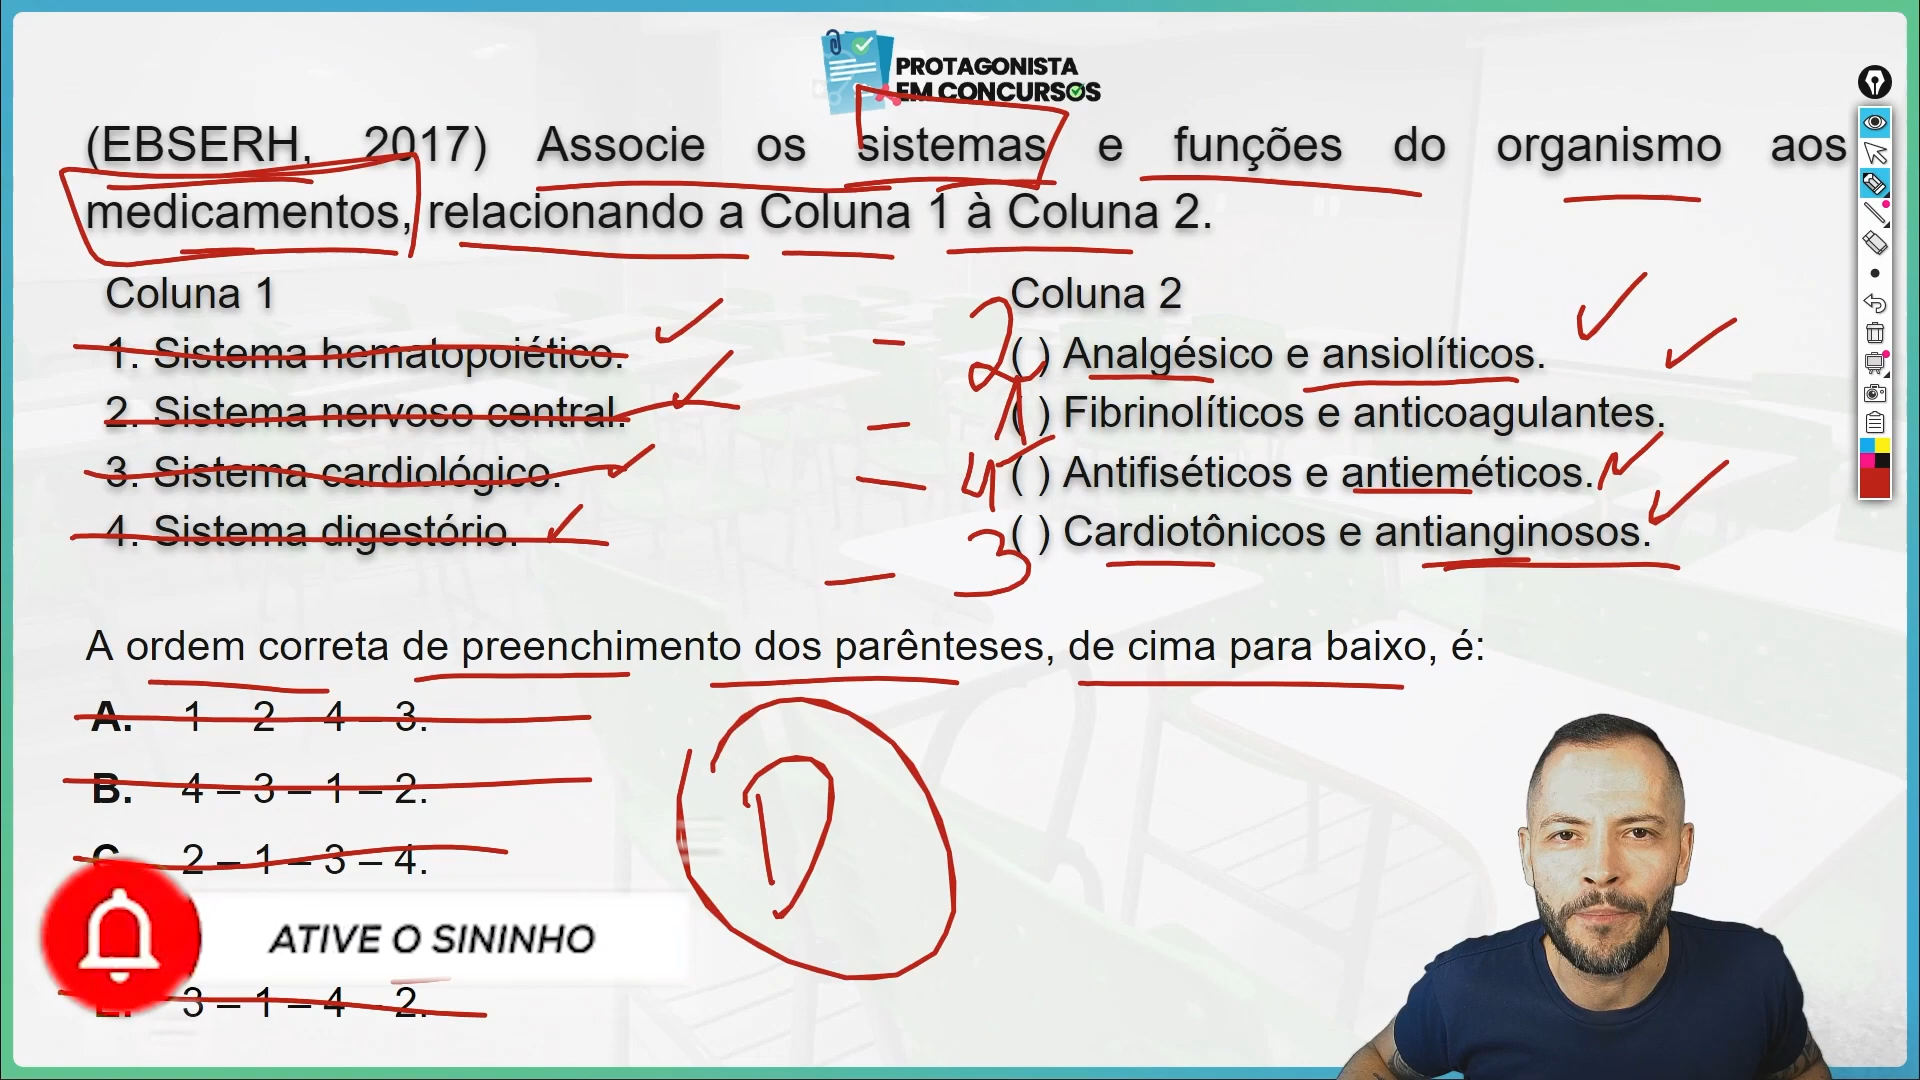 PROTAGONISTA
EM CONCURSOS
(EBSERH, 2017) Associe os sistemas e funções do organismo aos
medicamentos, relacionando a Coluna 1 à Coluna 2.
Coluna 1
1. Sistema hematopoiético.
2. Sistema nervoso central.
3. Sistema cardiológico.
4. Sistema digestório.
Coluna 2
2 ( ) Analgésico e ansiolíticos.
1 ( ) Fibrinolíticos e anticoagulantes.
4 ( ) Antifiséticos e antieméticos.
3 ( ) Cardiotônicos e antianginosos.
A ordem correta de preenchimento dos parênteses, de cima para baixo, é:
A. 1 – 2 – 4 – 3.
B. 4 – 3 – 1 – 2.
C. 2 – 1 – 3 – 4.
D
ATIVE O SININHO
E. 3 – 1 – 4 – 2.